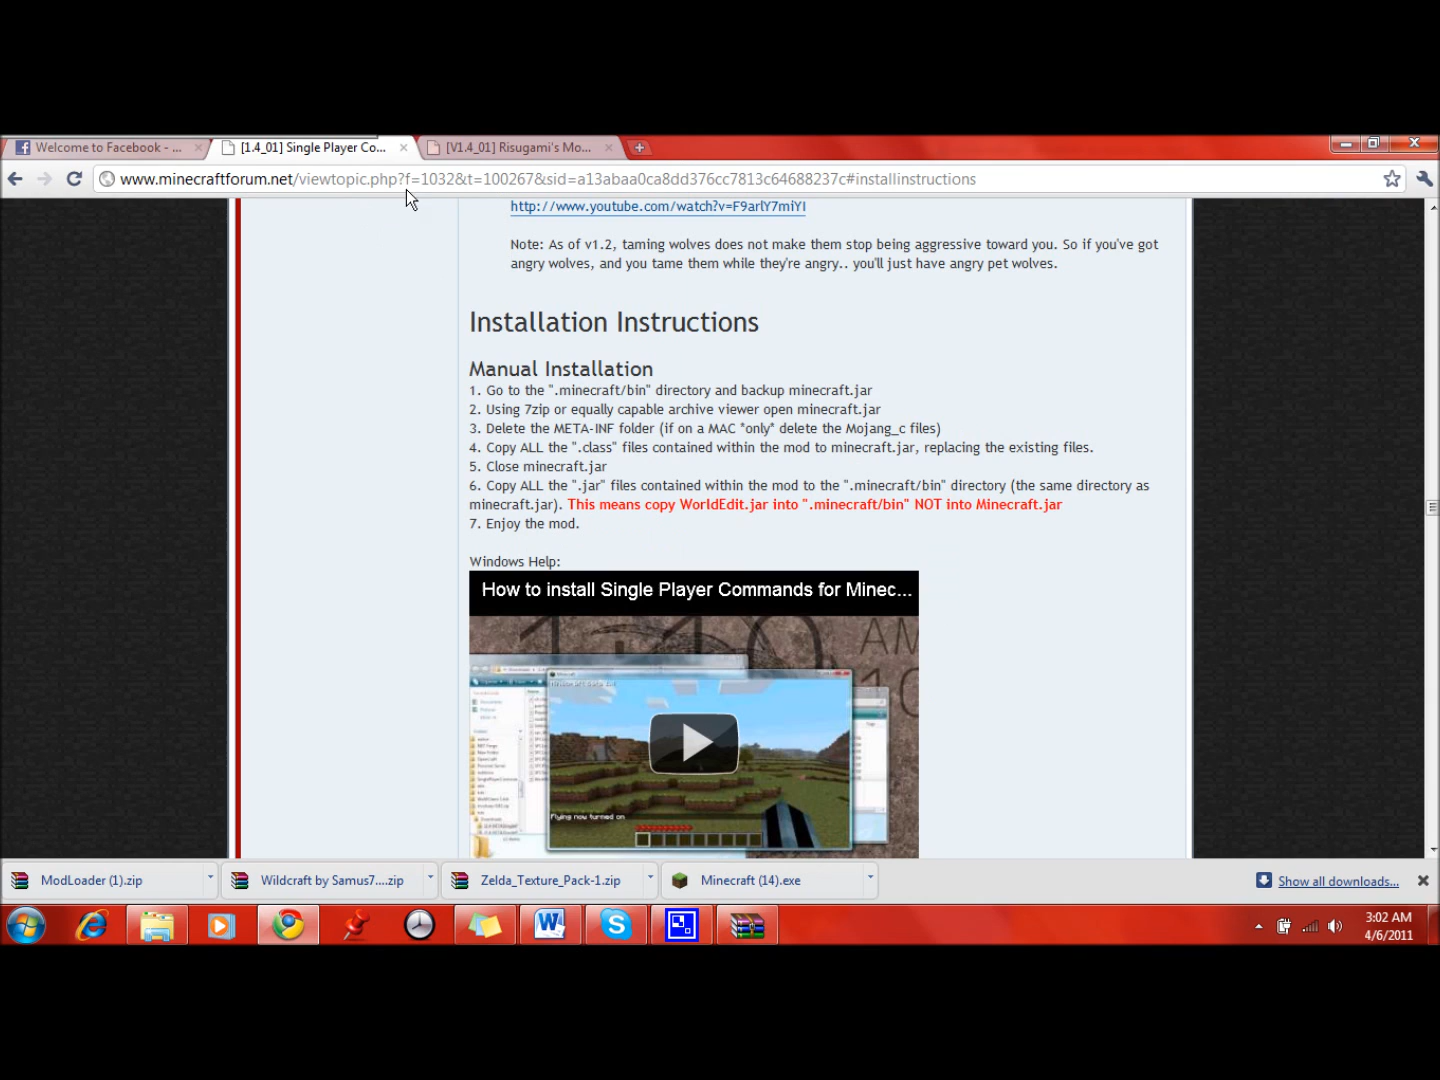 Welcome to Facebook - ...
[1.4_01] Single Player Co...
[V1.4_01] Risugami's Mo...
www.minecraftforum.net/viewtopic.php?f=1032&t=100267&sid=a13abaa0ca8dd376cc7813c64688237c#installinstructions
http://www.youtube.com/watch?v=F9arlY7miYI
Note: As of v1.2, taming wolves does not make them stop being aggressive toward you. So if you've got
angry wolves, and you tame them while they're angry.. you'll just have angry pet wolves.
Installation Instructions
Manual Installation
1. Go to the ".minecraft/bin" directory and backup minecraft.jar
2. Using 7zip or equally capable archive viewer open minecraft.jar
3. Delete the META-INF folder (if on a MAC *only* delete the Mojang_c files)
4. Copy ALL the ".class" files contained within the mod to minecraft.jar, replacing the existing files.
5. Close minecraft.jar
6. Copy ALL the ".jar" files contained within the mod to the ".minecraft/bin" directory (the same directory as
minecraft.jar). This means copy WorldEdit.jar into ".minecraft/bin" NOT into Minecraft.jar
7. Enjoy the mod.
Windows Help:
How to install Single Player Commands for Minec...
AM
Flying now turned on
ModLoader (1).zip
Wildcraft by Samus7....zip
Zelda_Texture_Pack-1.zip
Minecraft (14).exe
Show all downloads...
3:02 AM
4/6/2011